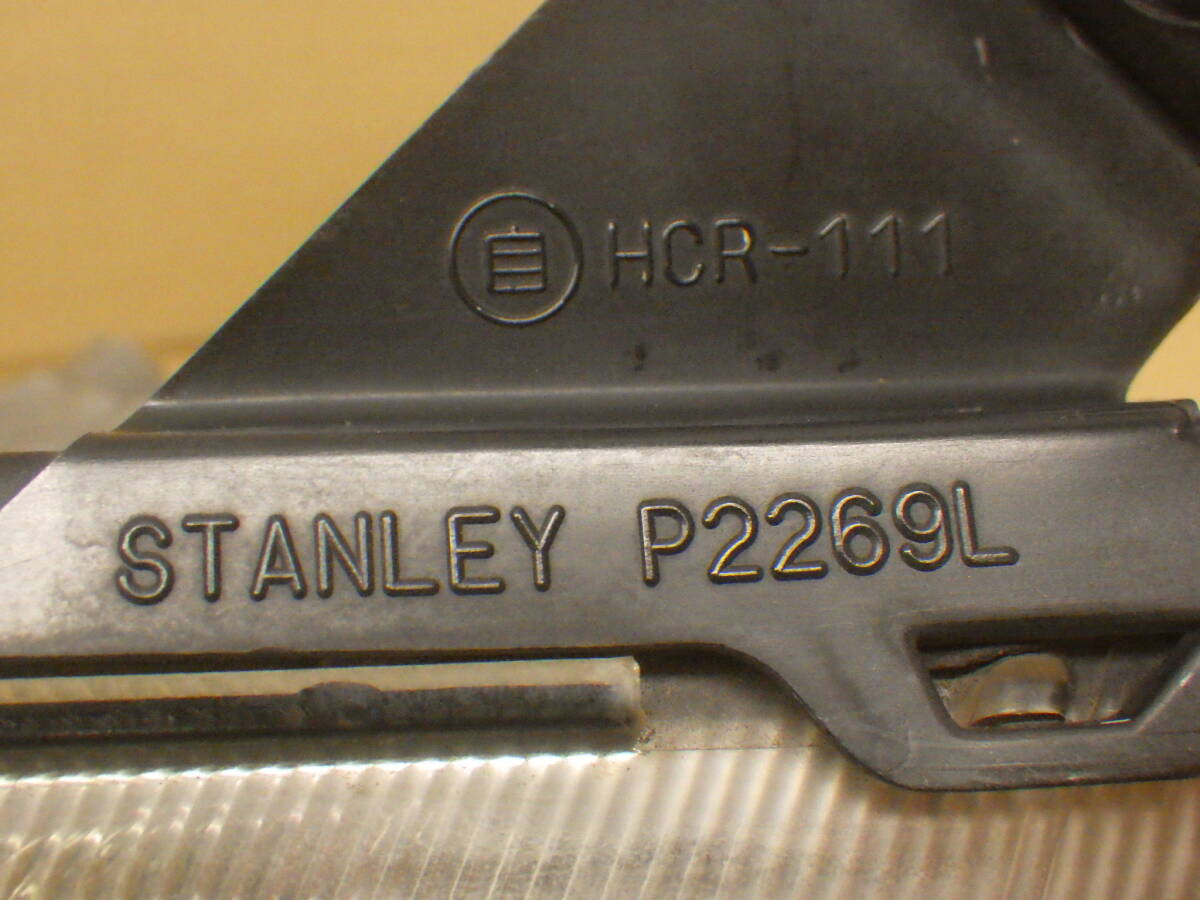 自 HCR-111
STANLEY P2269L